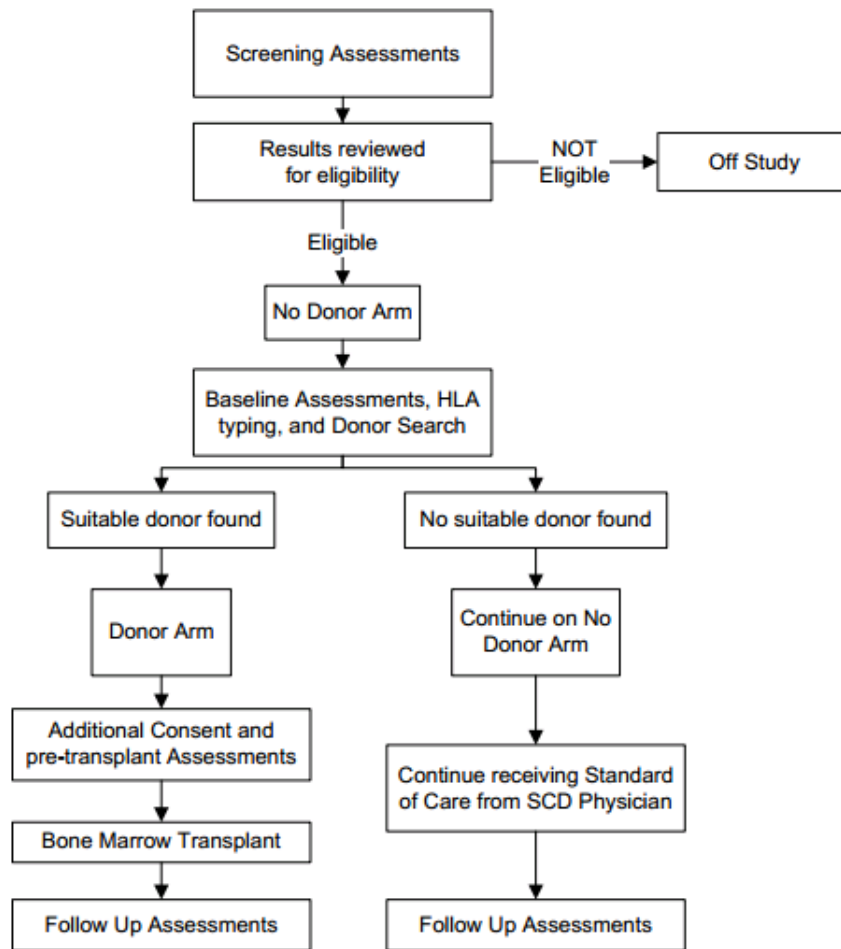 Screening Assessments
Results reviewed
for eligibility
NOT
Eligible
Off Study
Eligible
No Donor Arm
Baseline Assessments, HLA
typing, and Donor Search
Suitable donor found
No suitable donor found
Donor Arm
Continue on No
Donor Arm
Additional Consent and
pre-transplant Assessments
Continue receiving Standard
of Care from SCD Physician
Bone Marrow Transplant
Follow Up Assessments
Follow Up Assessments